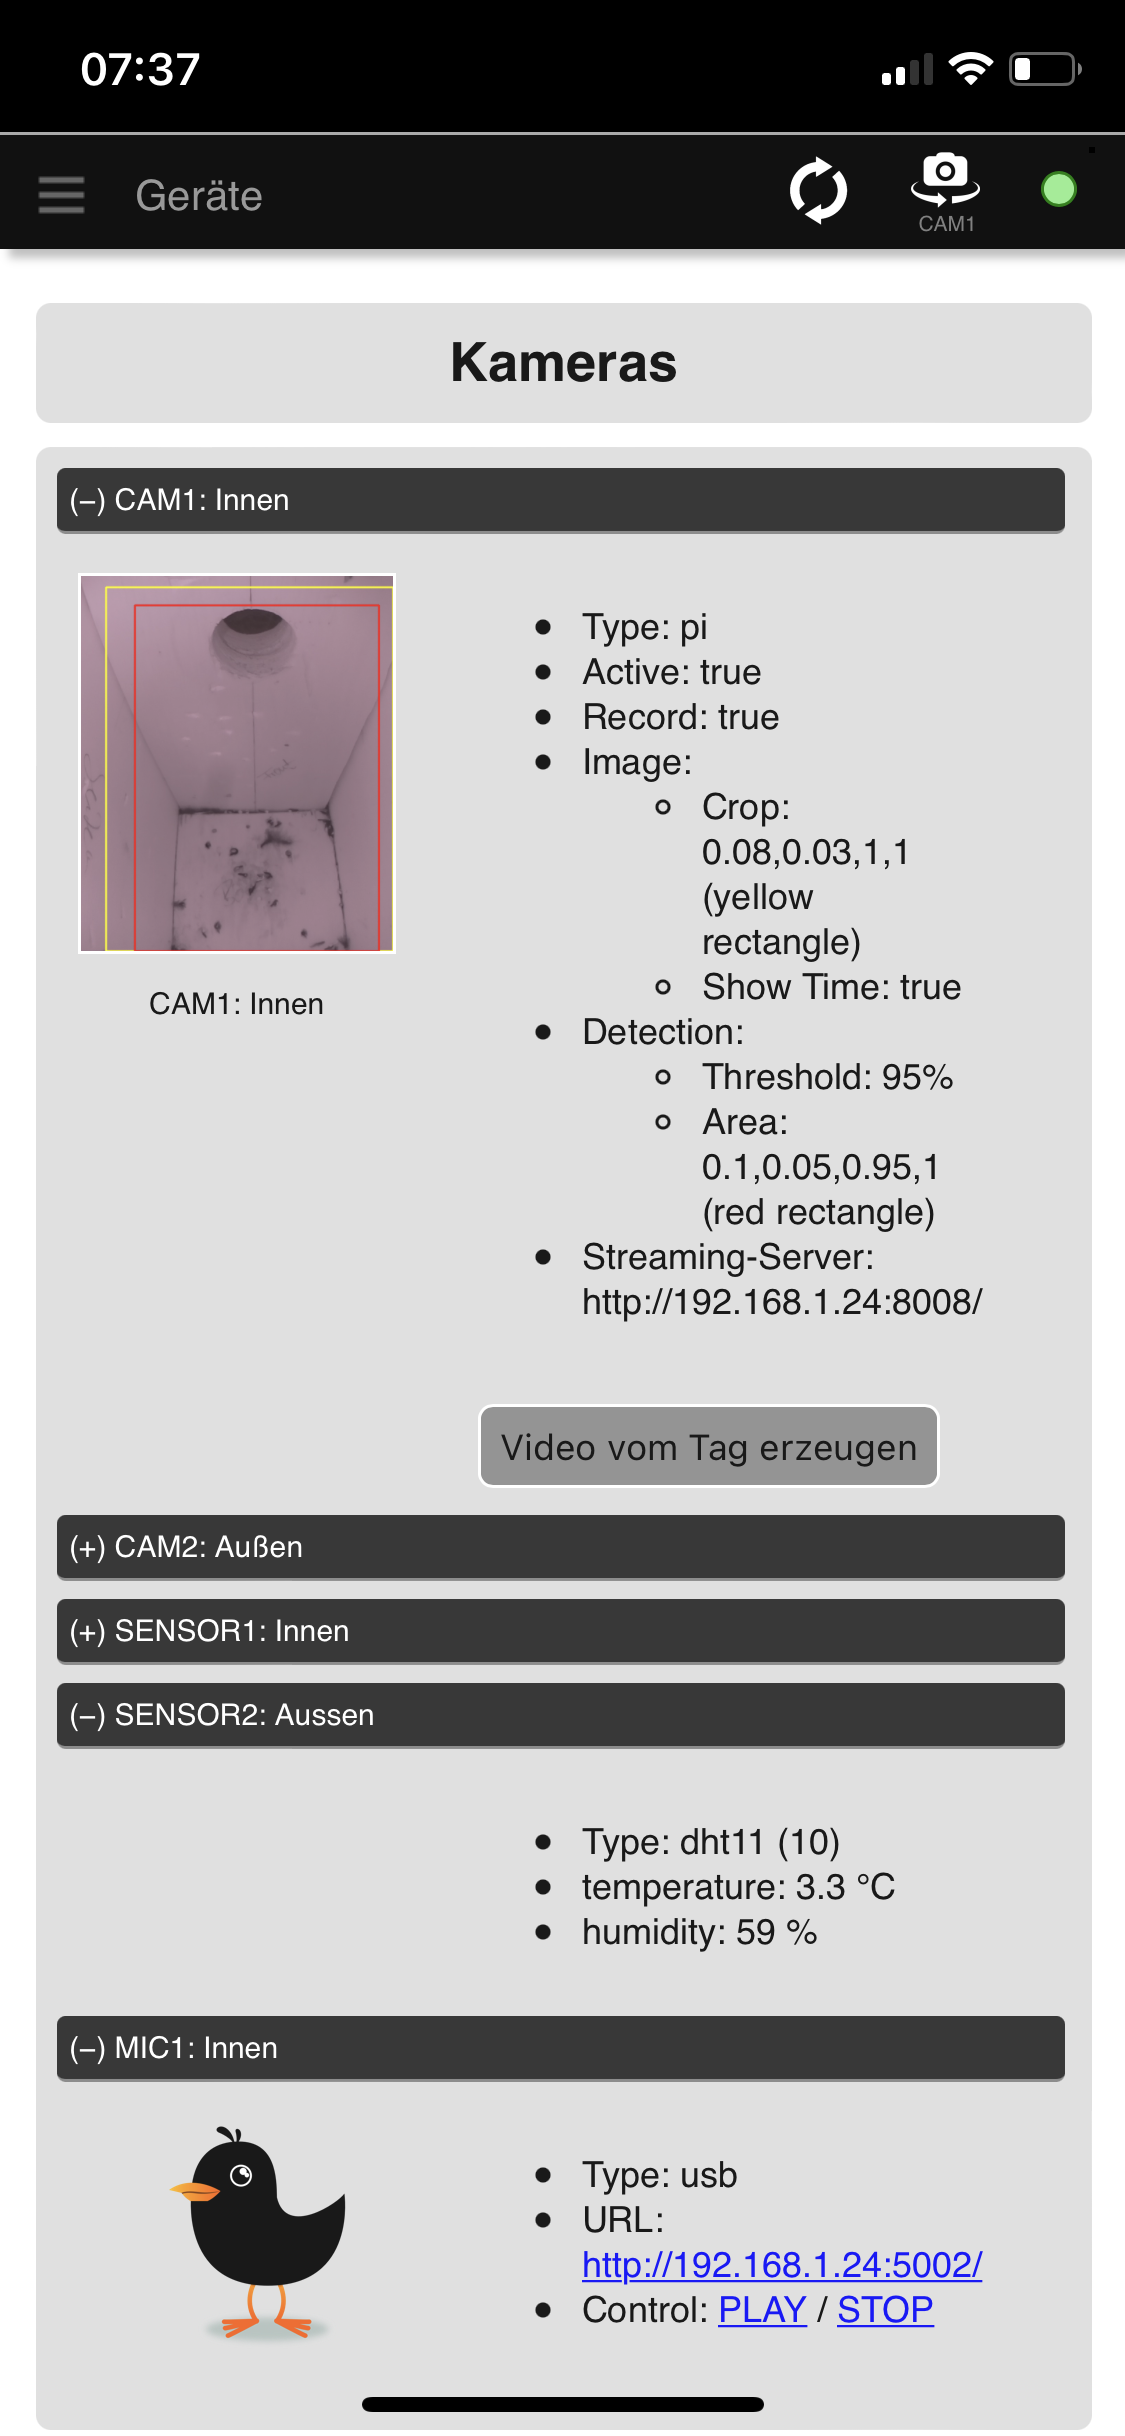 07:37
Geräte
CAM1
Kameras
(–) CAM1: Innen
CAM1: Innen
Type: pi
Active: true
Record: true
Image:
Crop:
0.08,0.03,1,1
(yellow
rectangle)
Show Time: true
Detection:
Threshold: 95%
Area:
0.1,0.05,0.95,1
(red rectangle)
Streaming-Server:
http://192.168.1.24:8008/
Video vom Tag erzeugen
(+) CAM2: Außen
(+) SENSOR1: Innen
(–) SENSOR2: Aussen
Type: dht11 (10)
temperature: 3.3 °C
humidity: 59 %
(–) MIC1: Innen
Type: usb
URL:
http://192.168.1.24:5002/
Control: PLAY / STOP